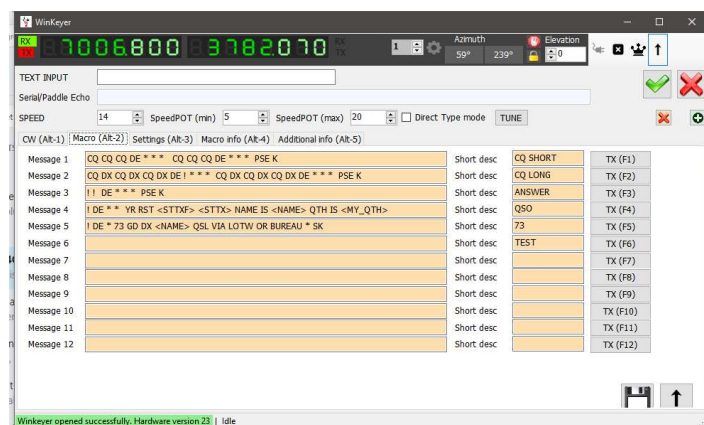 WinKeyer
RX 7006.800 3782.070 RX 1 Azimuth Elevation
TX TX 59° 239° 0
TEXT INPUT
Serial/Paddle Echo
SPEED 14 SpeedPOT (min) 5 SpeedPOT (max) 20 Direct Type mode TUNE
CW (Alt-1) Macro (Alt-2) Settings (Alt-3) Macro info (Alt-4) Additional info (Alt-5)
Message 1 CQ CQ CQ DE * * * CQ CQ CQ DE * * * PSE K Short desc CQ SHORT TX (F1)
Message 2 CQ DX CQ DX CQ DX DE ! * * * CQ DX CQ DX CQ DX DE * * * PSE K Short desc CQ LONG TX (F2)
Message 3 ! ! DE * * * PSE K Short desc ANSWER TX (F3)
Message 4 ! DE * * YR RST <STTXF> <STTX> NAME IS <NAME> QTH IS <MY_QTH> Short desc QSO TX (F4)
Message 5 ! DE * 73 GD DX <NAME> QSL VIA LOTW OR BUREAU * SK Short desc 73 TX (F5)
Message 6 Short desc TEST TX (F6)
Message 7 Short desc TX (F7)
Message 8 Short desc TX (F8)
Message 9 Short desc TX (F9)
Message 10 Short desc TX (F10)
Message 11 Short desc TX (F11)
Message 12 Short desc TX (F12)
Winkeyer opened successfully. Hardware version 23 | Idle